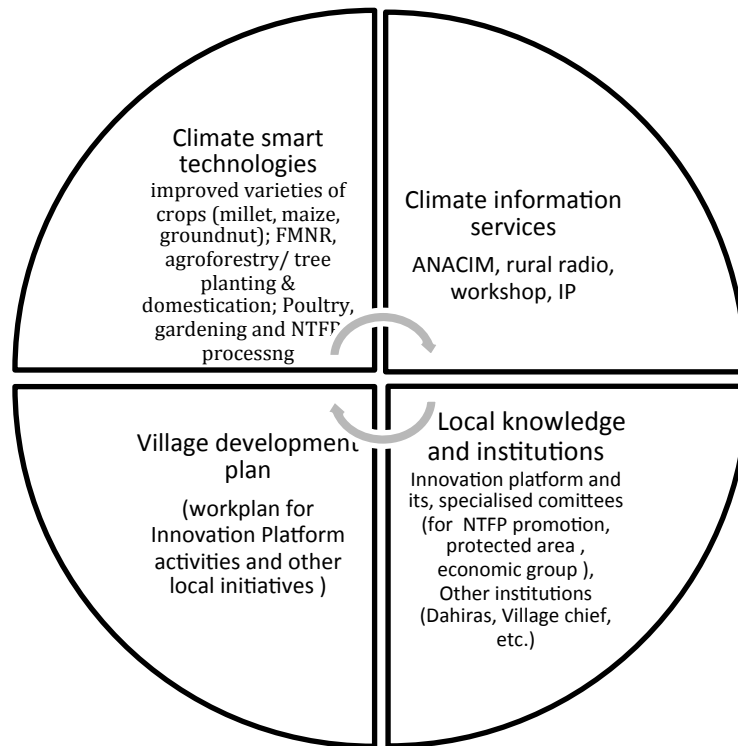 Climate smart
technologies
improved varieties of
crops (millet, maize,
groundnut); FMNR,
agroforestry/ tree
planting &
domestication; Poultry,
gardening and NTFP
processng
Climate information
services
ANACIM, rural radio,
workshop, IP
Village development
plan
(workplan for
Innovation Platform
activities and other
local initiatives )
Local knowledge
and institutions
Innovation platform and
its, specialised comittees
(for NTFP promotion,
protected area ,
economic group ),
Other institutions
(Dahiras, Village chief,
etc.)